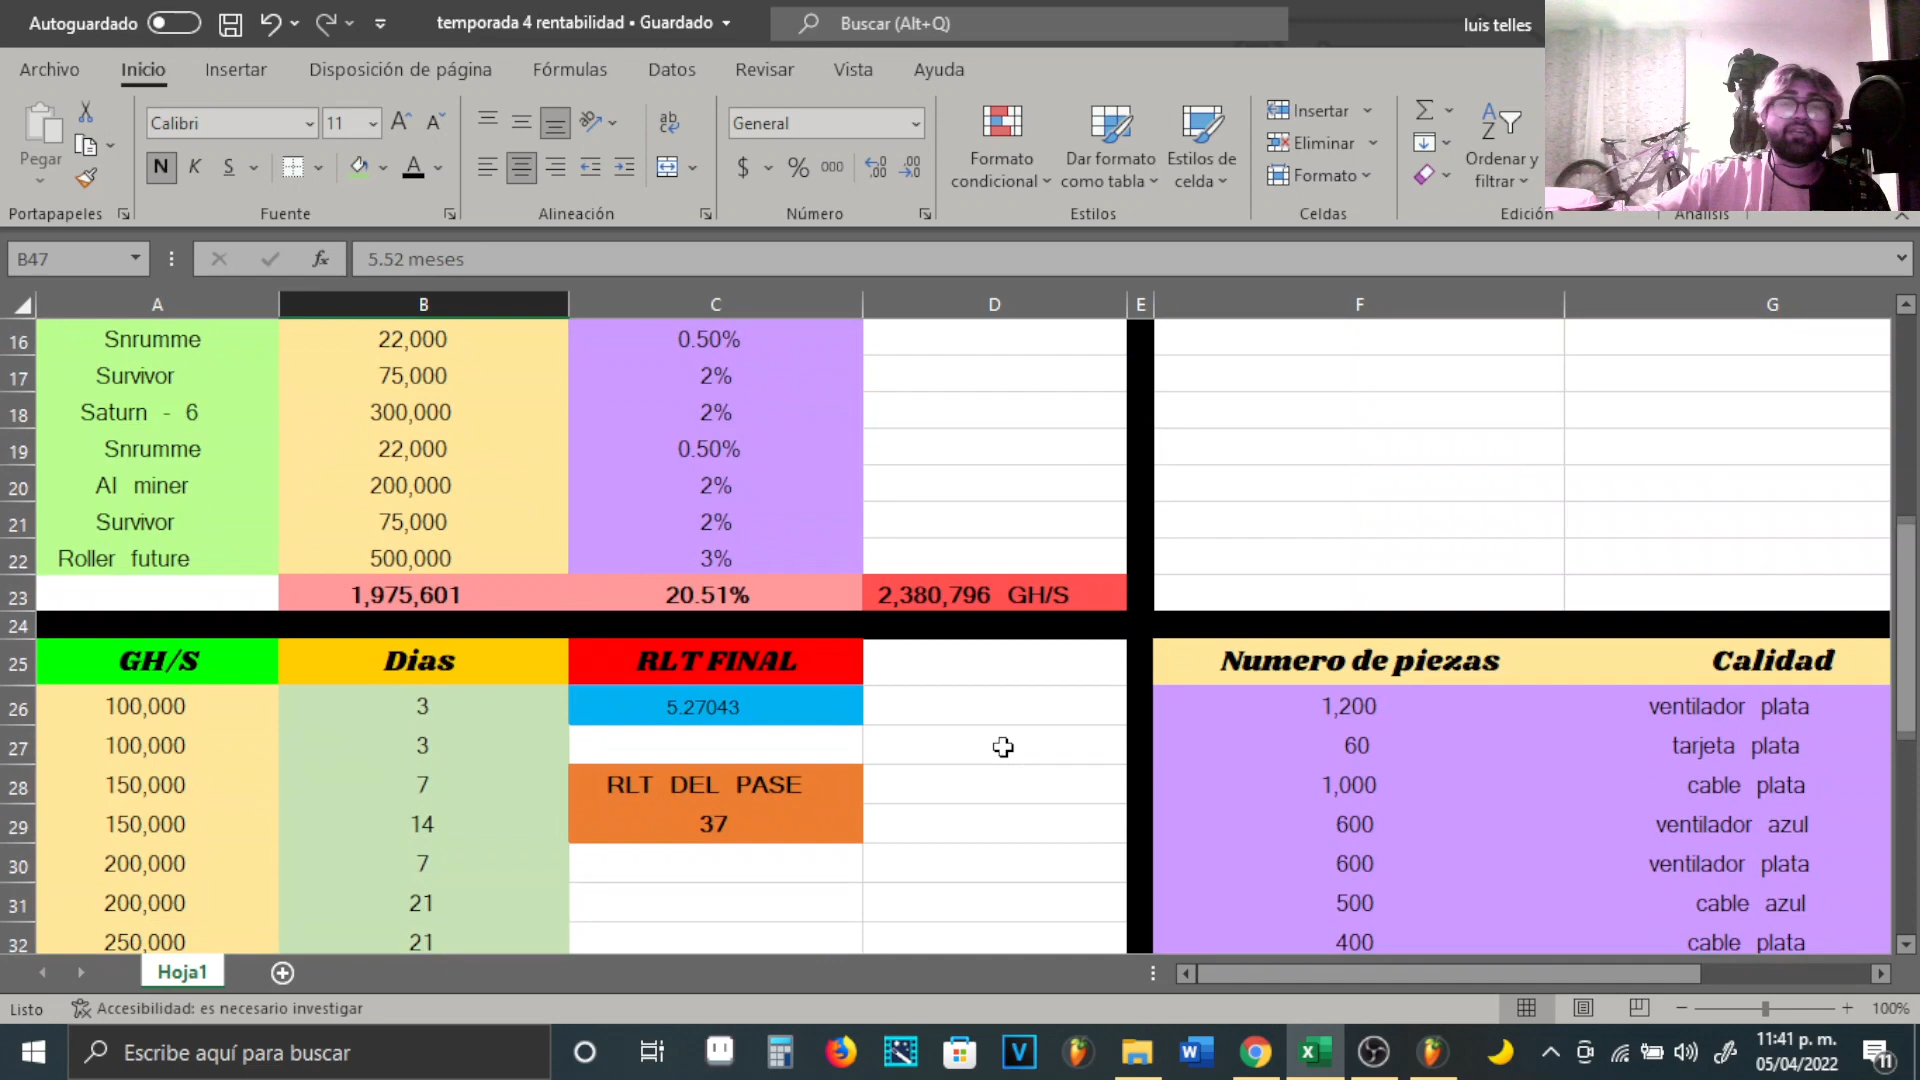 Autoguardado
temporada 4 rentabilidad • Guardado
Buscar (Alt+Q)
luis telles
Archivo Inicio Insertar Disposición de página Fórmulas Datos Revisar Vista Ayuda
Pegar
Calibri 11
N K S
General
$ % 000
Formato condicional
Dar formato como tabla
Estilos de celda
Insertar
Eliminar
Formato
Ordenar y filtrar
Portapapeles Fuente Alineación Número Estilos Celdas Edición Análisis
B47 fx 5.52 meses
A B C D E F G
16 Snrumme 22,000 0.50%
17 Survivor 75,000 2%
18 Saturn - 6 300,000 2%
19 Snrumme 22,000 0.50%
20 AI miner 200,000 2%
21 Survivor 75,000 2%
22 Roller future 500,000 3%
23 1,975,601 20.51% 2,380,796 GH/S
24
25 GH/S Dias RLT FINAL Numero de piezas Calidad
26 100,000 3 5.27043 1,200 ventilador plata
27 100,000 3 60 tarjeta plata
28 150,000 7 RLT DEL PASE 1,000 cable plata
29 150,000 14 37 600 ventilador azul
30 200,000 7 600 ventilador plata
31 200,000 21 500 cable azul
32 250,000 21 400 cable plata
Hoja1
Listo Accesibilidad: es necesario investigar 100%
Escribe aquí para buscar
11:41 p. m.
05/04/2022
11